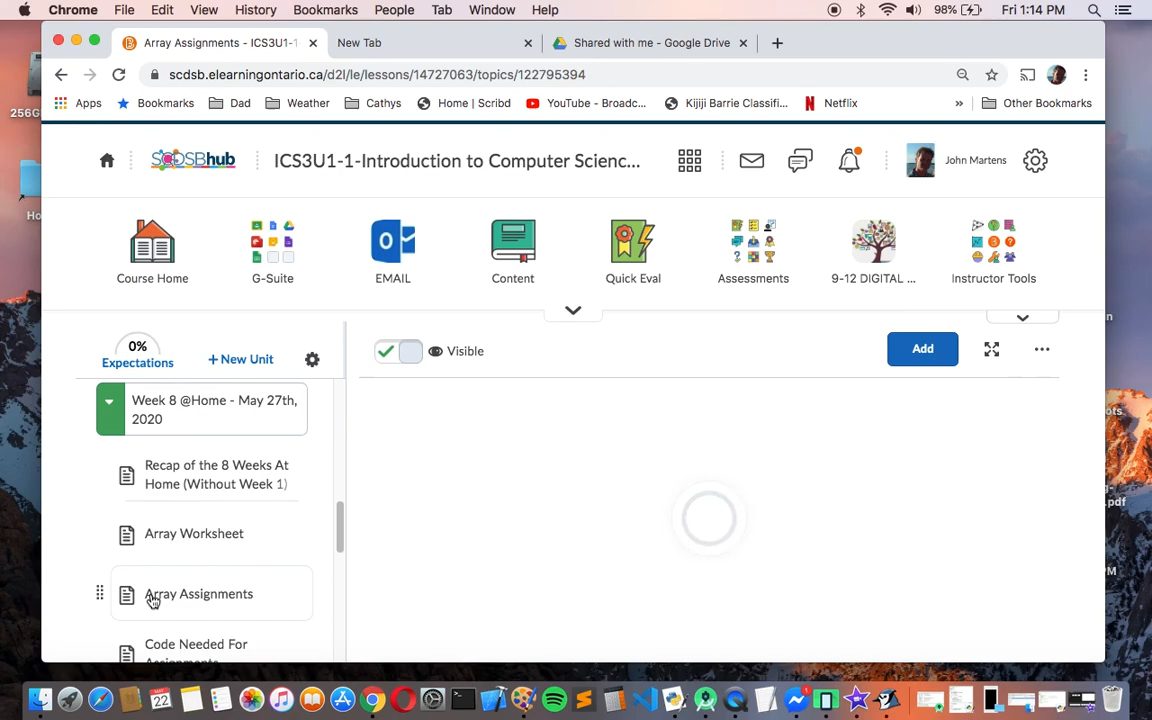 Chrome File Edit View History Bookmarks People Tab Window Help 98% Fri 1:14 PM
Array Assignments - ICS3U1-1 New Tab Shared with me - Google Drive
scdsb.elearningontario.ca/d2l/le/lessons/14727063/topics/122795394
Apps Bookmarks Dad Weather Cathys Home | Scribd YouTube - Broadc... Kijiji Barrie Classifi... Netflix » Other Bookmarks
256G
SCDSBhub ICS3U1-1-Introduction to Computer Scienc... John Martens
Ho
Course Home G-Suite EMAIL Content Quick Eval Assessments 9-12 DIGITAL ... Instructor Tools
0%
Expectations
+ New Unit
Visible
Add
Week 8 @Home - May 27th,
2020
Recap of the 8 Weeks At
Home (Without Week 1)
Array Worksheet
Array Assignments
Code Needed For
Assignments
22